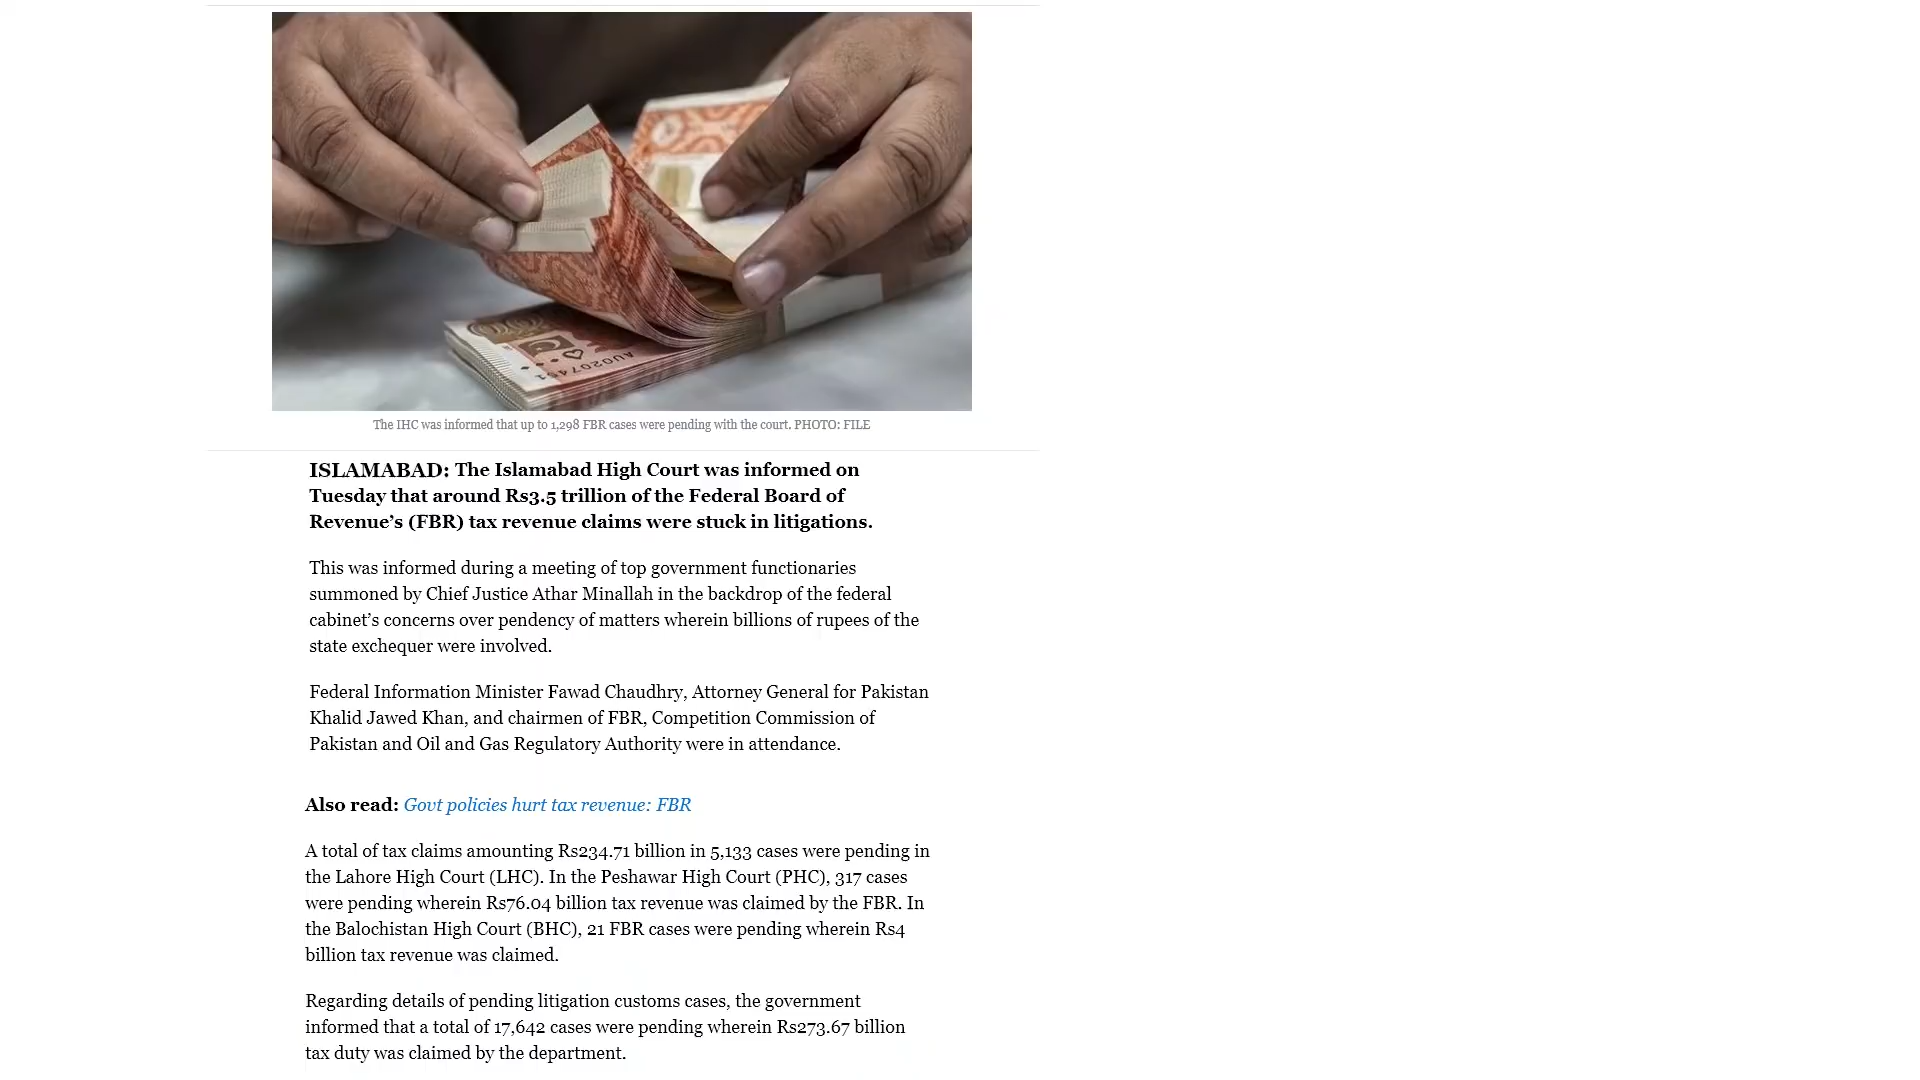 AU0207461
The IHC was informed that up to 1,298 FBR cases were pending with the court. PHOTO: FILE
ISLAMABAD: The Islamabad High Court was informed on
Tuesday that around Rs3.5 trillion of the Federal Board of
Revenue’s (FBR) tax revenue claims were stuck in litigations.
This was informed during a meeting of top government functionaries
summoned by Chief Justice Athar Minallah in the backdrop of the federal
cabinet’s concerns over pendency of matters wherein billions of rupees of the
state exchequer were involved.
Federal Information Minister Fawad Chaudhry, Attorney General for Pakistan
Khalid Jawed Khan, and chairmen of FBR, Competition Commission of
Pakistan and Oil and Gas Regulatory Authority were in attendance.
Also read: Govt policies hurt tax revenue: FBR
A total of tax claims amounting Rs234.71 billion in 5,133 cases were pending in
the Lahore High Court (LHC). In the Peshawar High Court (PHC), 317 cases
were pending wherein Rs76.04 billion tax revenue was claimed by the FBR. In
the Balochistan High Court (BHC), 21 FBR cases were pending wherein Rs4
billion tax revenue was claimed.
Regarding details of pending litigation customs cases, the government
informed that a total of 17,642 cases were pending wherein Rs273.67 billion
tax duty was claimed by the department.